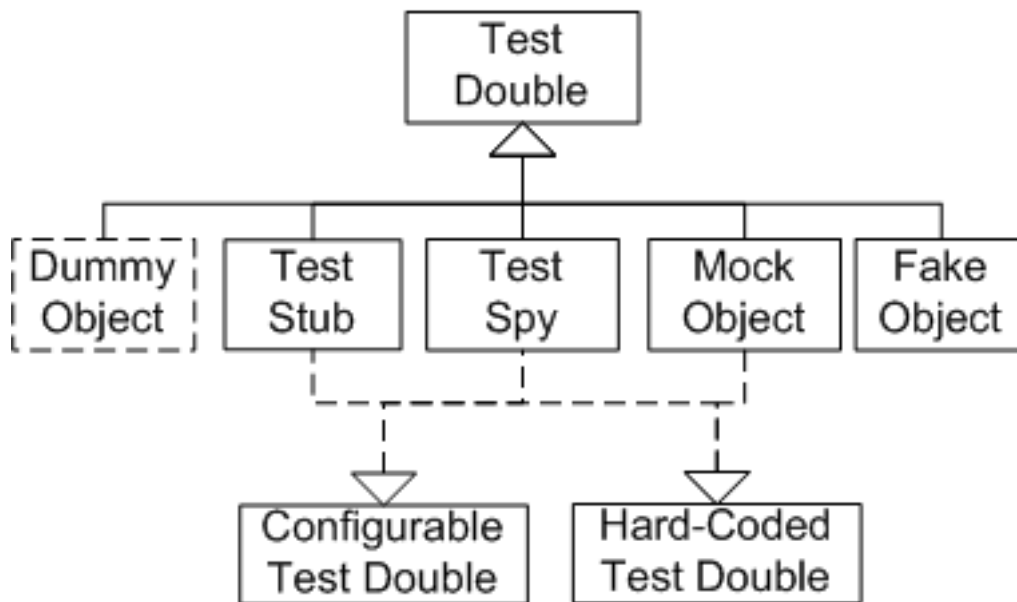 Test
Double
Dummy
Object
Test
Stub
Test
Spy
Mock
Object
Fake
Object
Configurable
Test Double
Hard-Coded
Test Double